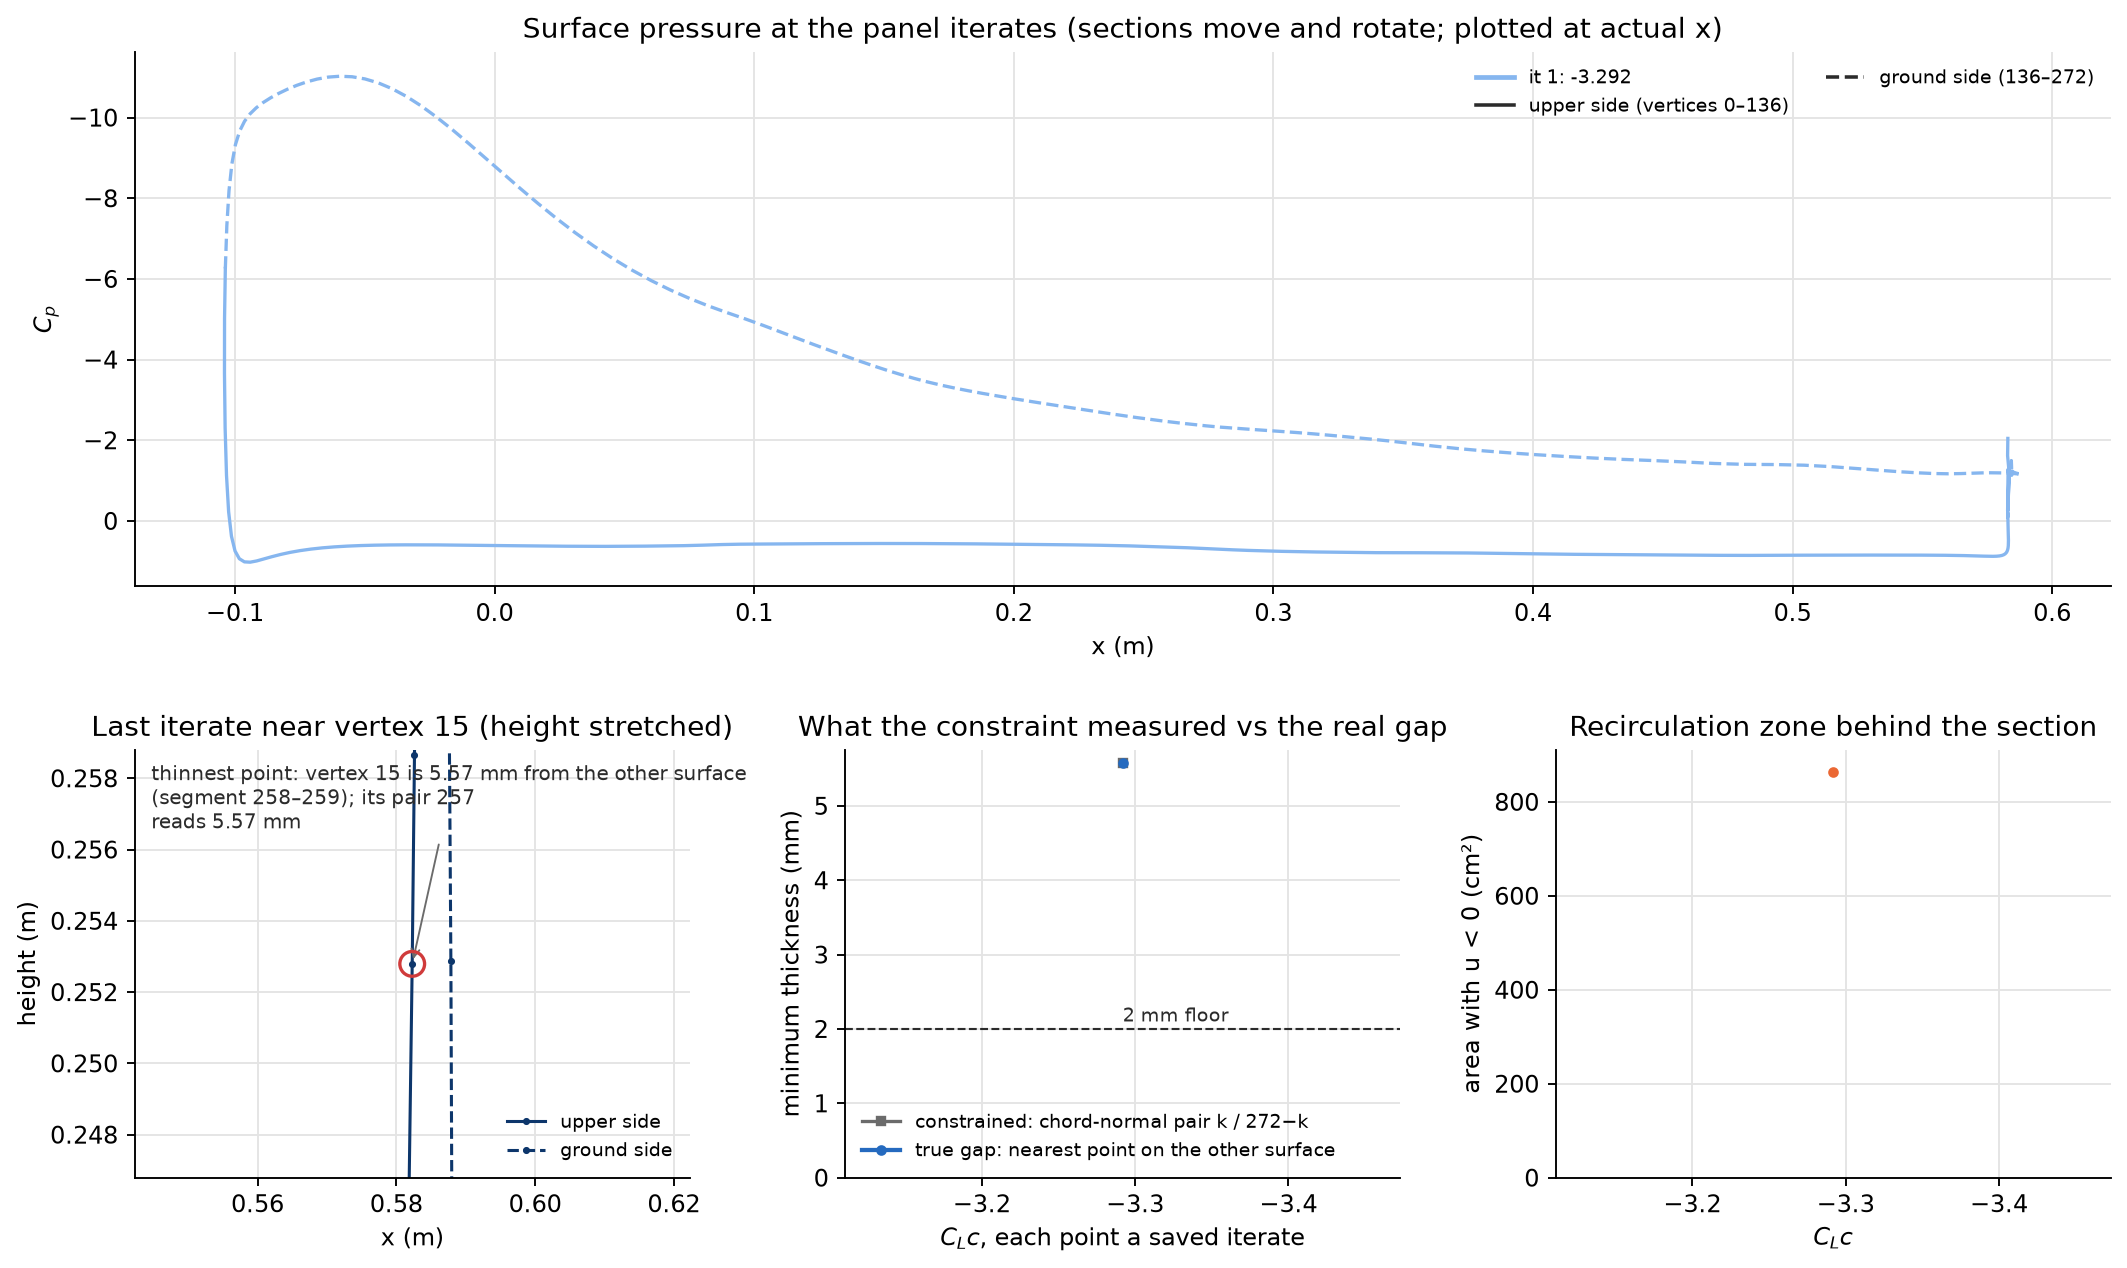 Surface pressure at the panel iterates (sections move and rotate; plotted at actual x)
it 1: -3.292
upper side (vertices 0–136)
ground side (136–272)
−10
−8
−6
−4
−2
0
Cp
−0.1
0.0
0.1
0.2
0.3
0.4
0.5
0.6
x (m)
Last iterate near vertex 15 (height stretched)
thinnest point: vertex 15 is 5.57 mm from the other surface
(segment 258–259); its pair 257
reads 5.57 mm
0.258
0.256
0.254
0.252
0.250
0.248
height (m)
upper side
ground side
0.56
0.58
0.60
0.62
x (m)
What the constraint measured vs the real gap
5
4
3
2
1
0
minimum thickness (mm)
2 mm floor
constrained: chord-normal pair k / 272−k
true gap: nearest point on the other surface
−3.2
−3.3
−3.4
CLc, each point a saved iterate
Recirculation zone behind the section
800
600
400
200
0
area with u < 0 (cm²)
−3.2
−3.3
−3.4
CLc